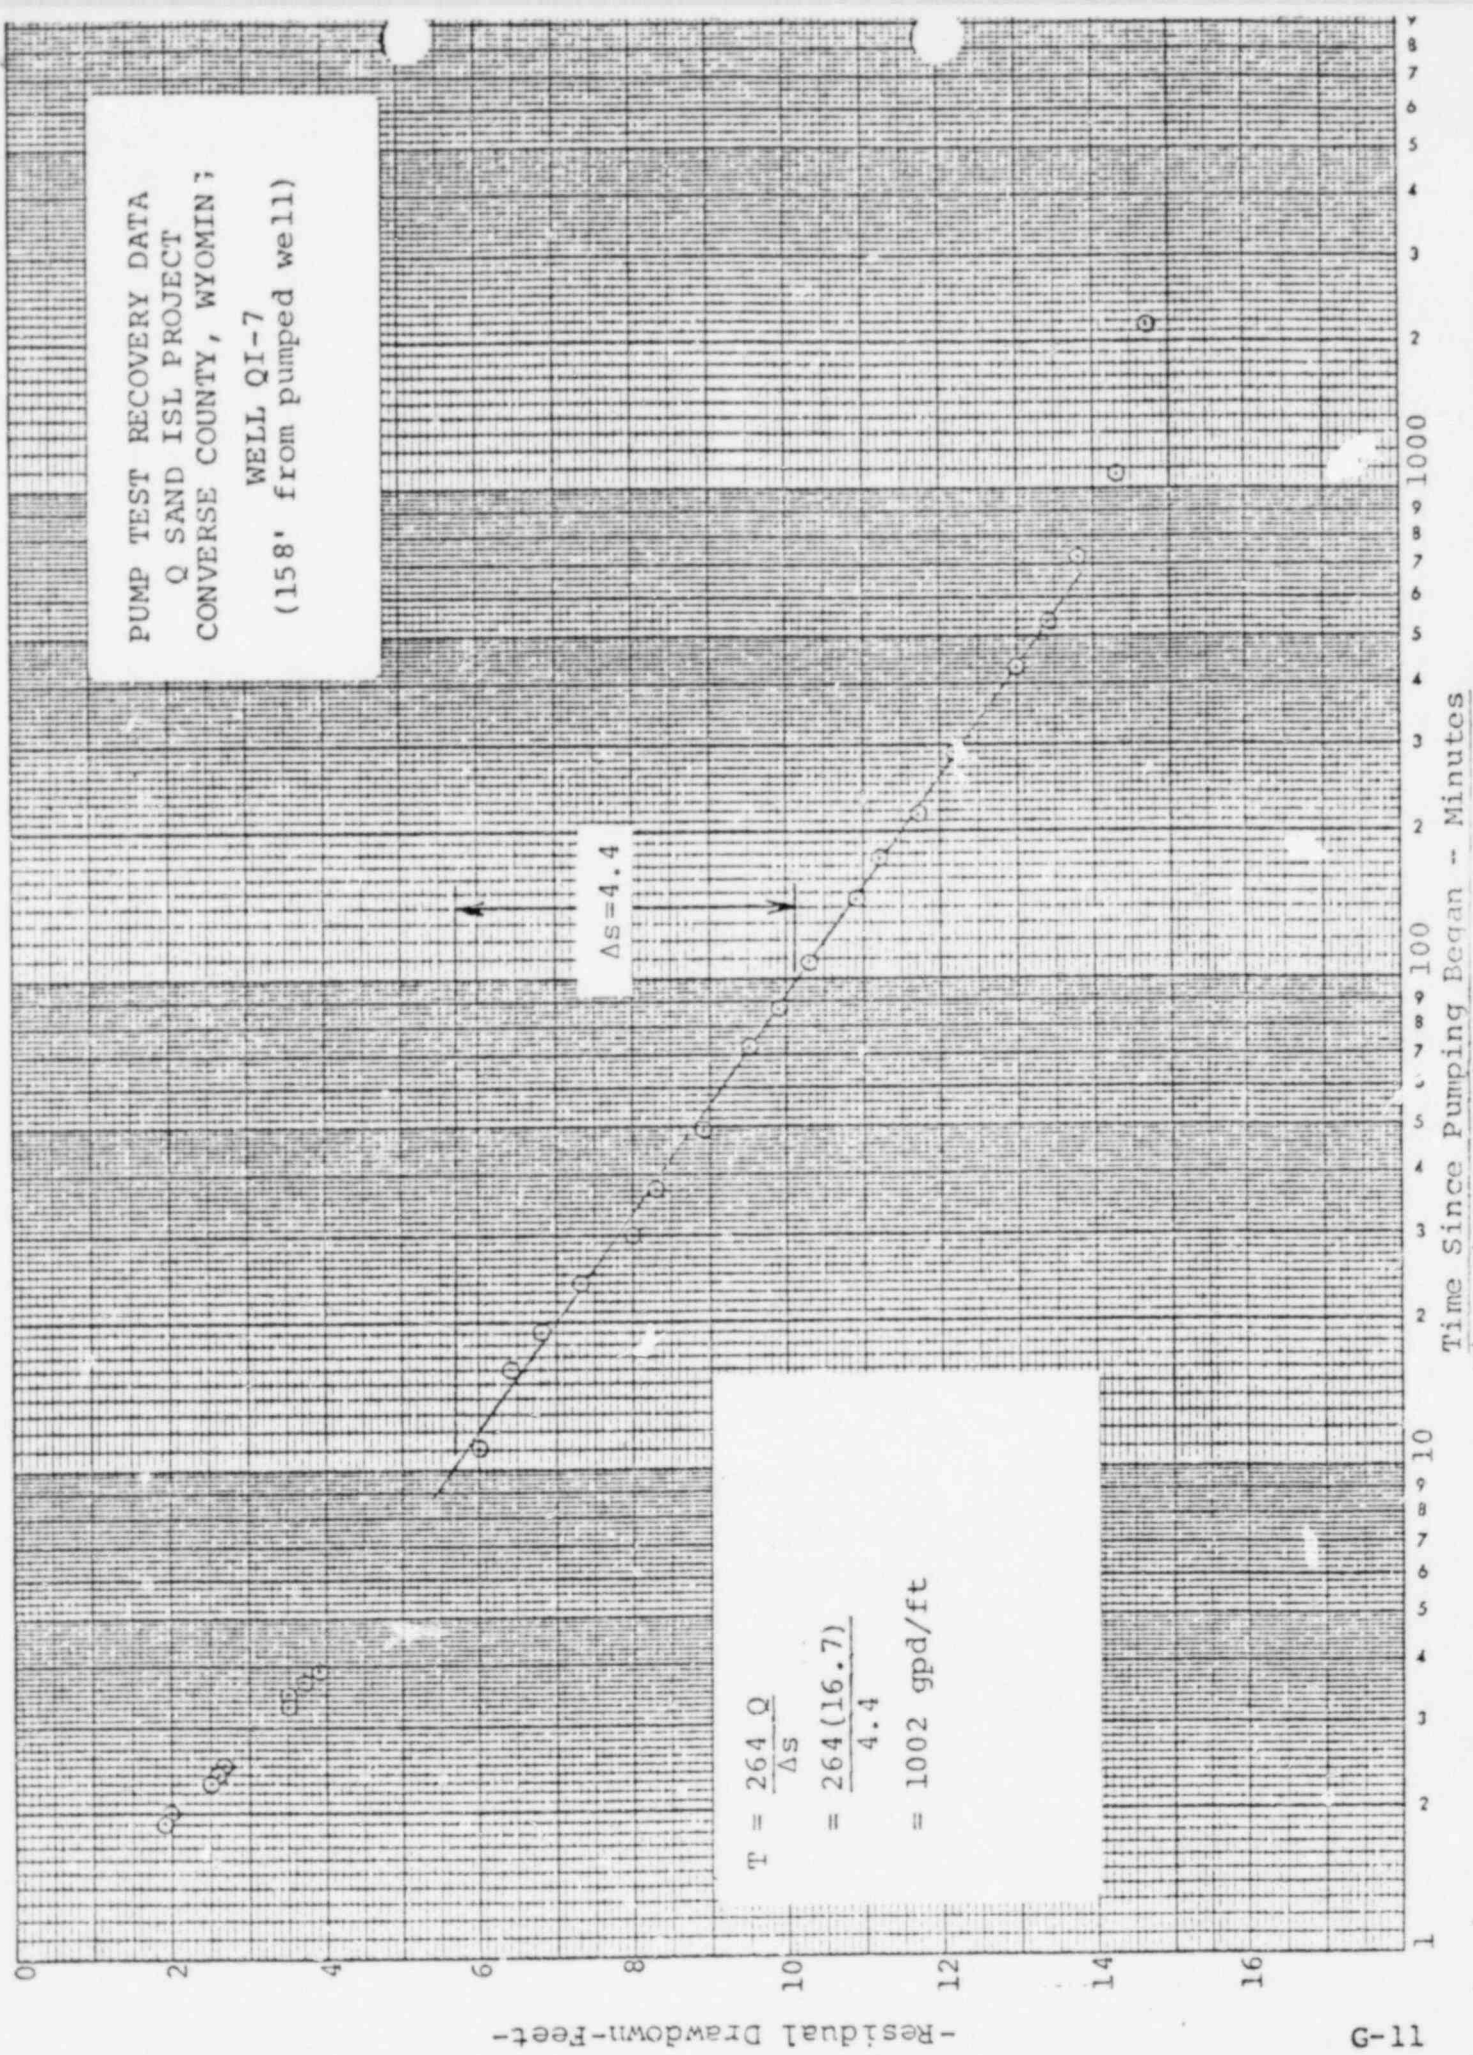 PUMP TEST RECOVERY DATA
Q SAND ISL PROJECT
CONVERSE COUNTY, WYOMING
WELL QI-7
(158' from pumped well)
Δs=4.4
T = 264 Q
Δs
= 264(16.7)
4.4
= 1002 gpd/ft
-Residual Drawdown-Feet-
0
2
4
6
8
10
12
14
16
1 2 3 4 5 6 7 8 9 10 2 3 4 5 7 8 9 100 2 3 4 5 6 7 8 9 1000 2 3 4 5 6 7 8 9
Time Since Pumping Began -- Minutes
G-11